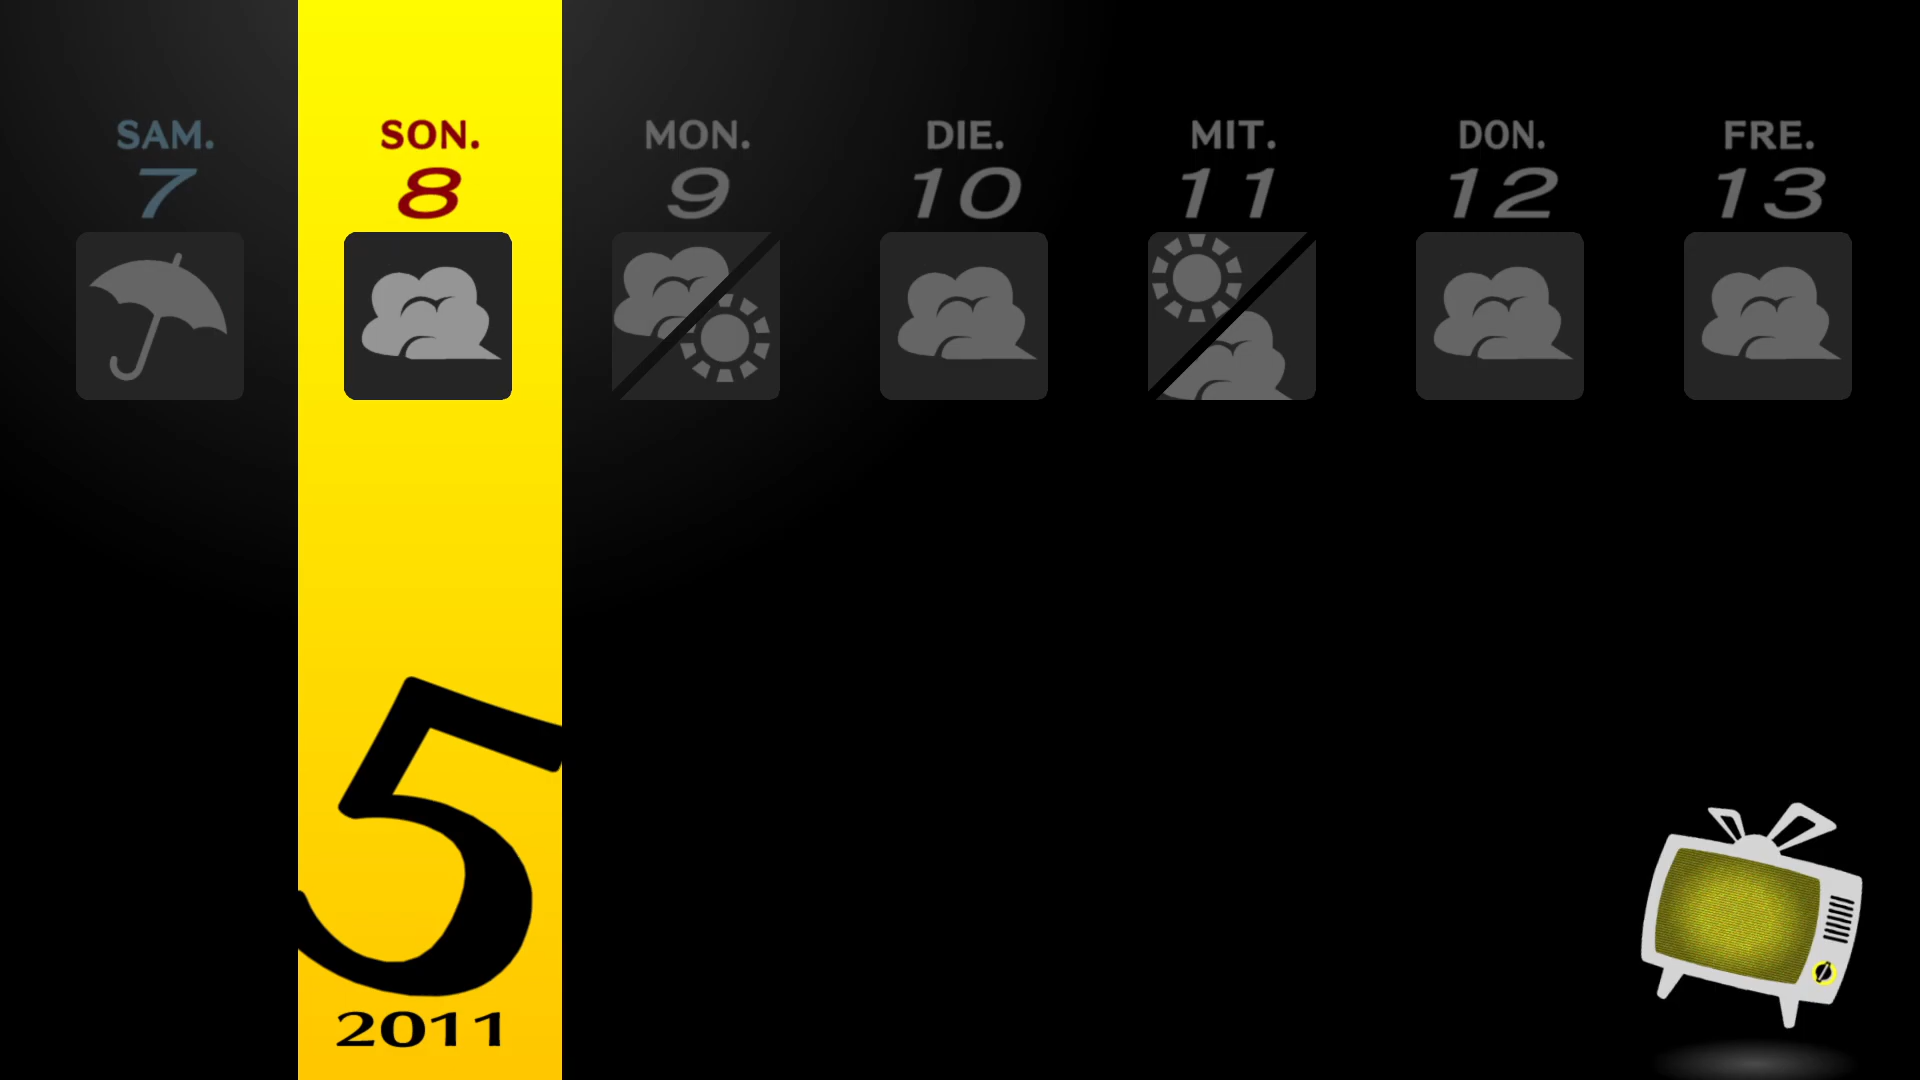 SAM. SON. MON. DIE. MIT. DON. FRE.
7 8 9 10 11 12 13
5
2011